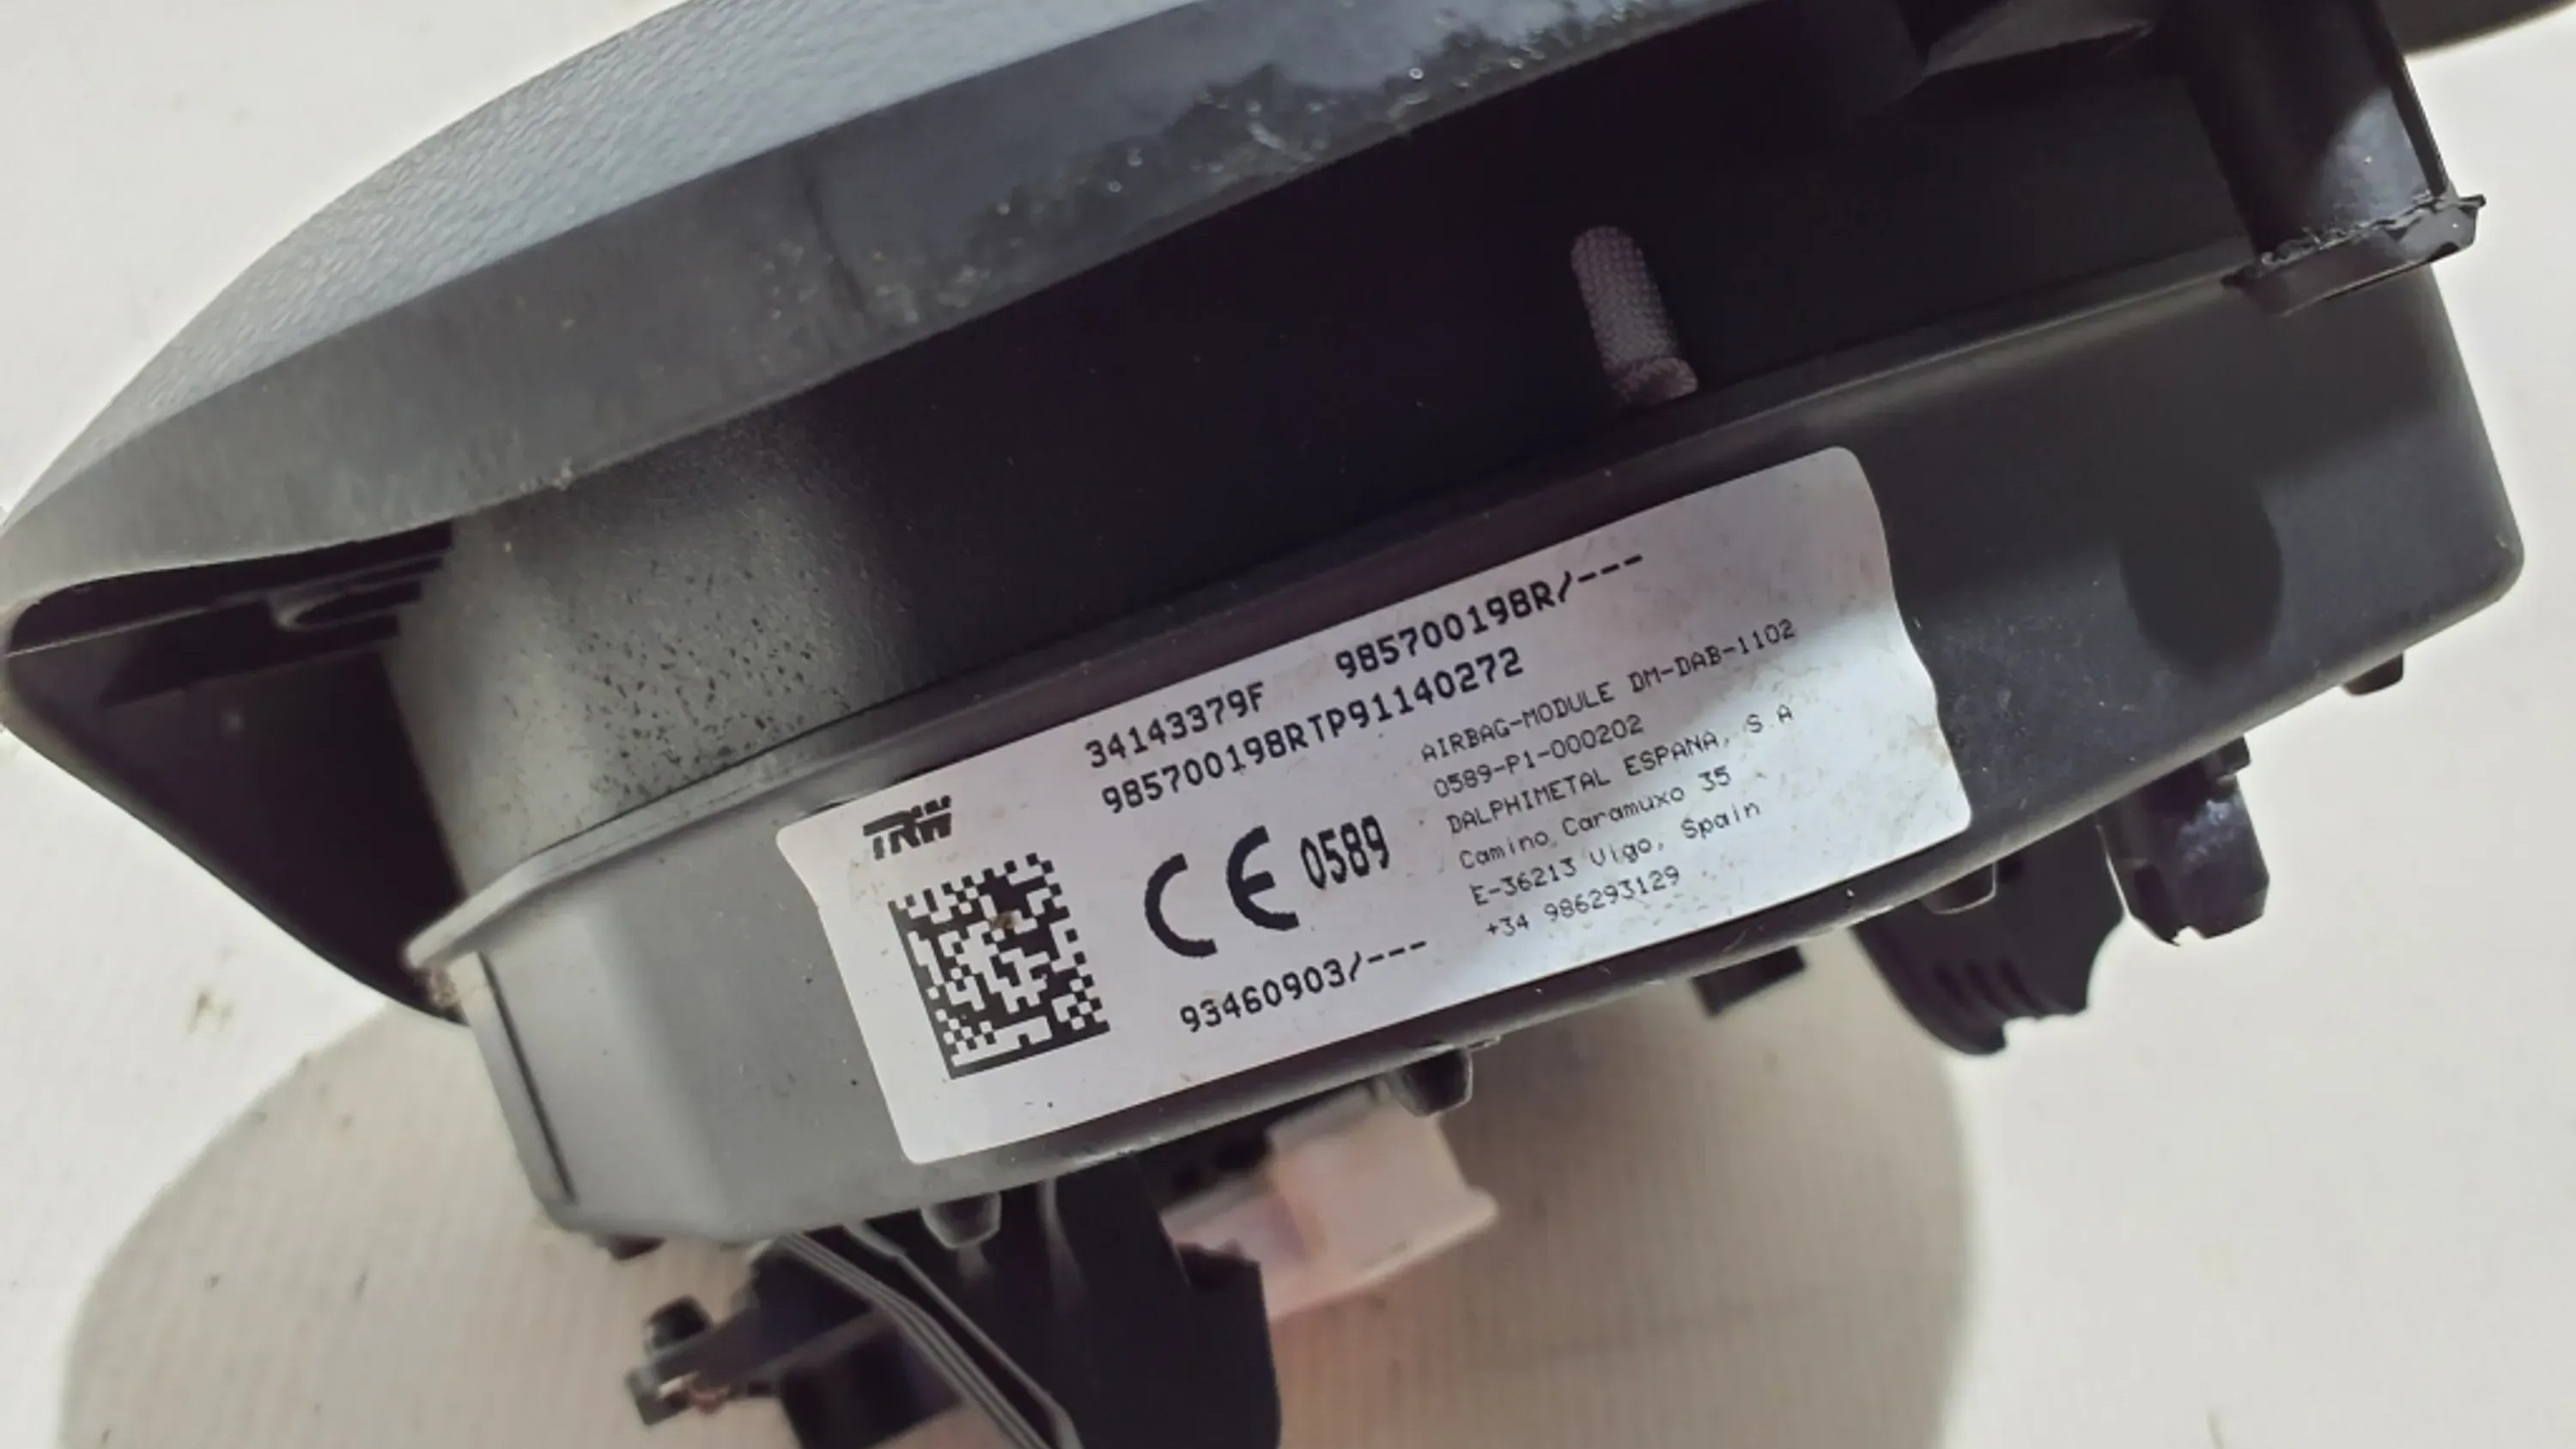 34143379F 985700198R/---
985700198RTP91140272
TRW
CE 0589
93460903/---
AIRBAG-MODULE DM-DAB-1102
0589-P1-000202
DALPHIMETAL ESPANA, S.A
Camino Caramuxo 35
E-36213 Vigo, Spain
+34 986293129